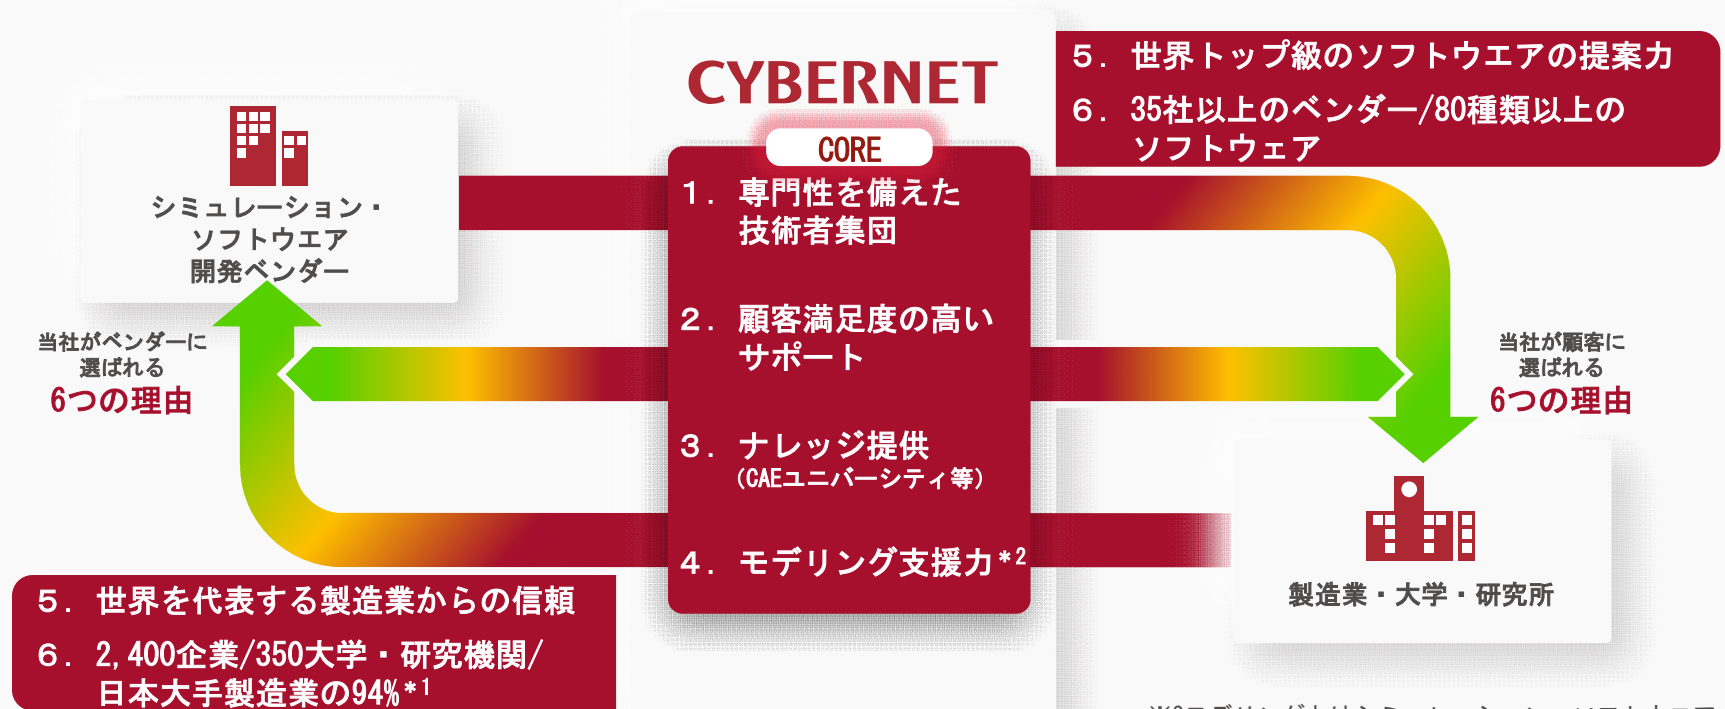 CYBERNET
CORE
1. 専門性を備えた
技術者集団
2. 顧客満足度の高い
サポート
3. ナレッジ提供
(CAEユニバーシティ等)
4. モデリング支援力*2
シミュレーション・
ソフトウエア
開発ベンダー
当社がベンダーに
選ばれる
6つの理由
5. 世界を代表する製造業からの信頼
6. 2,400企業/350大学・研究機関/
日本大手製造業の94%*1
5. 世界トップ級のソフトウエアの提案力
6. 35社以上のベンダー/80種類以上の
ソフトウェア
当社が顧客に
選ばれる
6つの理由
製造業・大学・研究所